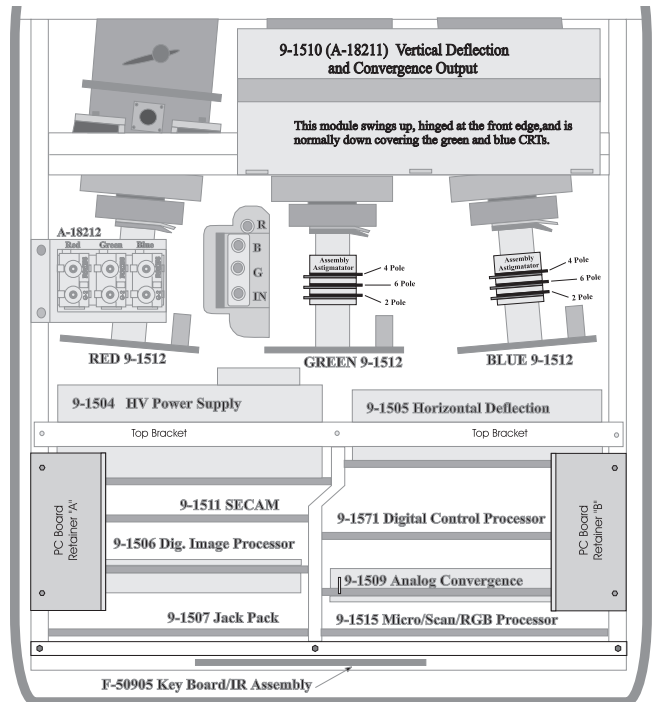 9-1510 (A-18211) Vertical Deflection
and Convergence Output
This module swings up, hinged at the front edge,and is
normally down covering the green and blue CRTs.
A-18212
Red Green Blue
R
B
G
IN
Assembly
Astigmatator
4 Pole
6 Pole
2 Pole
Assembly
Astigmatator
4 Pole
6 Pole
2 Pole
RED 9-1512
GREEN 9-1512
BLUE 9-1512
9-1504 HV Power Supply
9-1505 Horizontal Deflection
Top Bracket
Top Bracket
PC Board
Retainer "A"
PC Board
Retainer "B"
9-1511 SECAM
9-1571 Digital Control Processor
9-1506 Dig. Image Processor
9-1509 Analog Convergence
9-1507 Jack Pack
9-1515 Micro/Scan/RGB Processor
F-50905 Key Board/IR Assembly